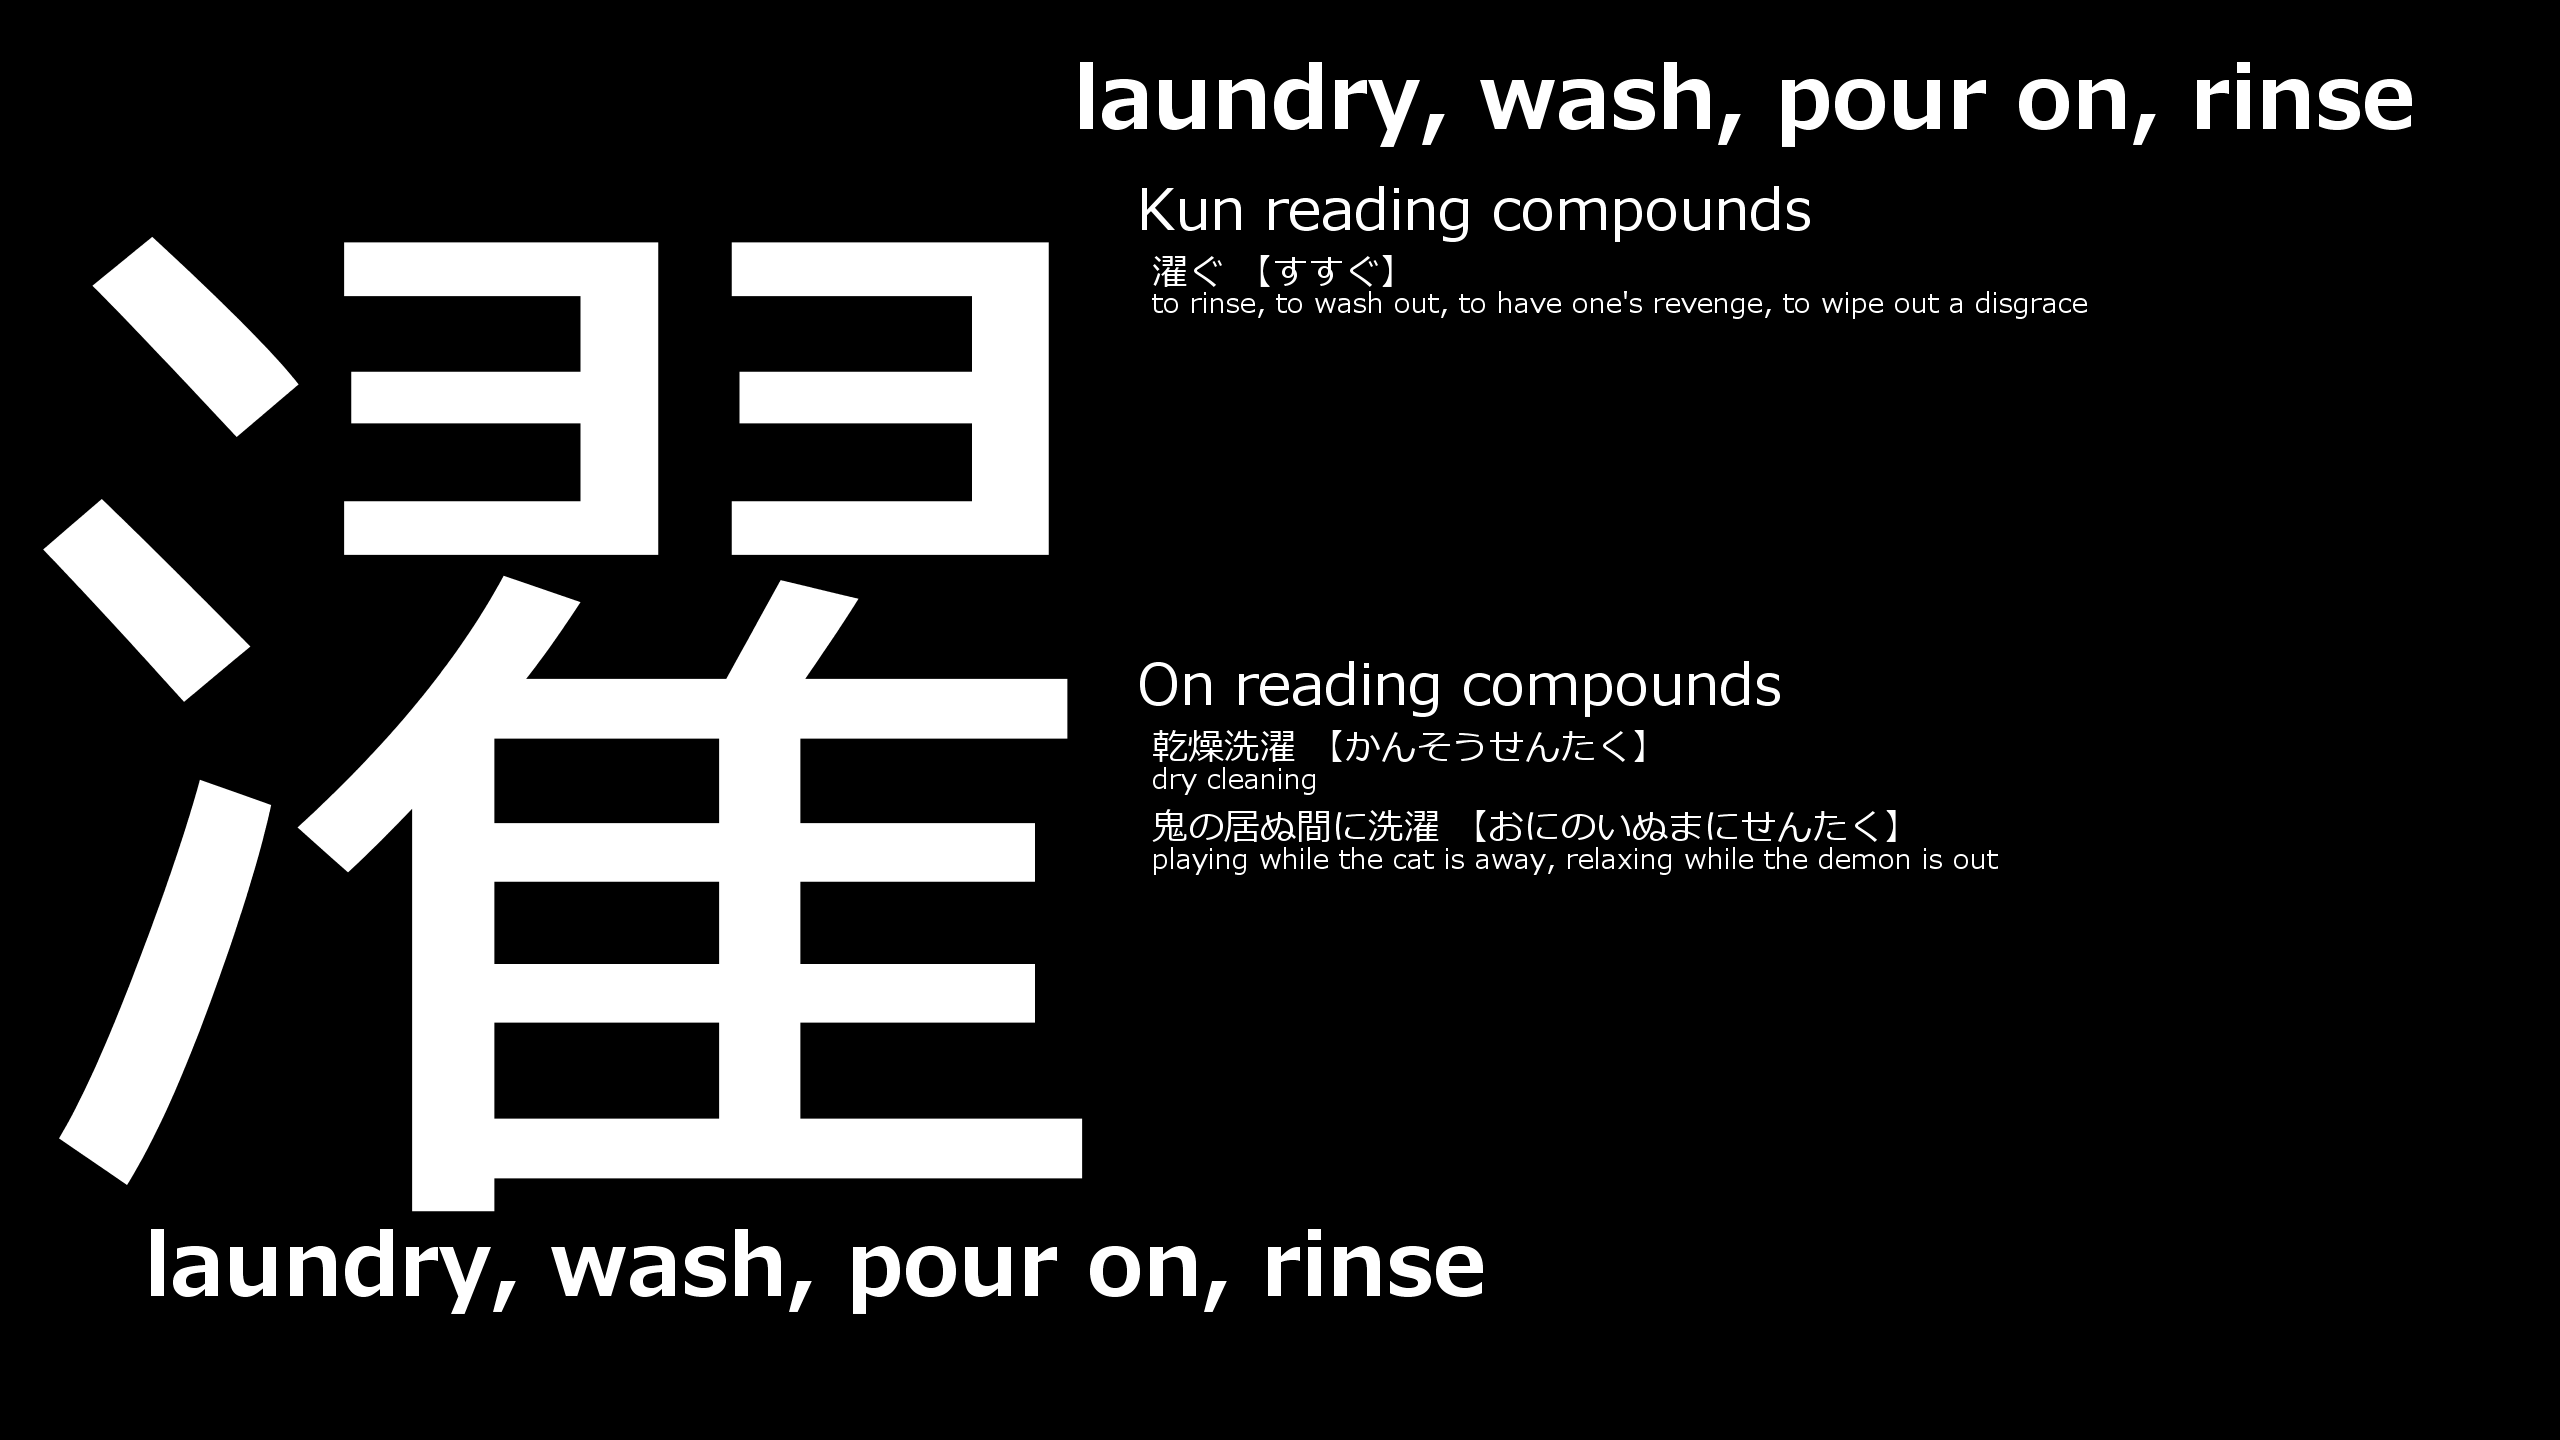 濯
laundry, wash, pour on, rinse
Kun reading compounds
濯ぐ 【すすぐ】
to rinse, to wash out, to have one's revenge, to wipe out a disgrace
On reading compounds
乾燥洗濯 【かんそうせんたく】
dry cleaning
鬼の居ぬ間に洗濯 【おにのいぬまにせんたく】
playing while the cat is away, relaxing while the demon is out
laundry, wash, pour on, rinse